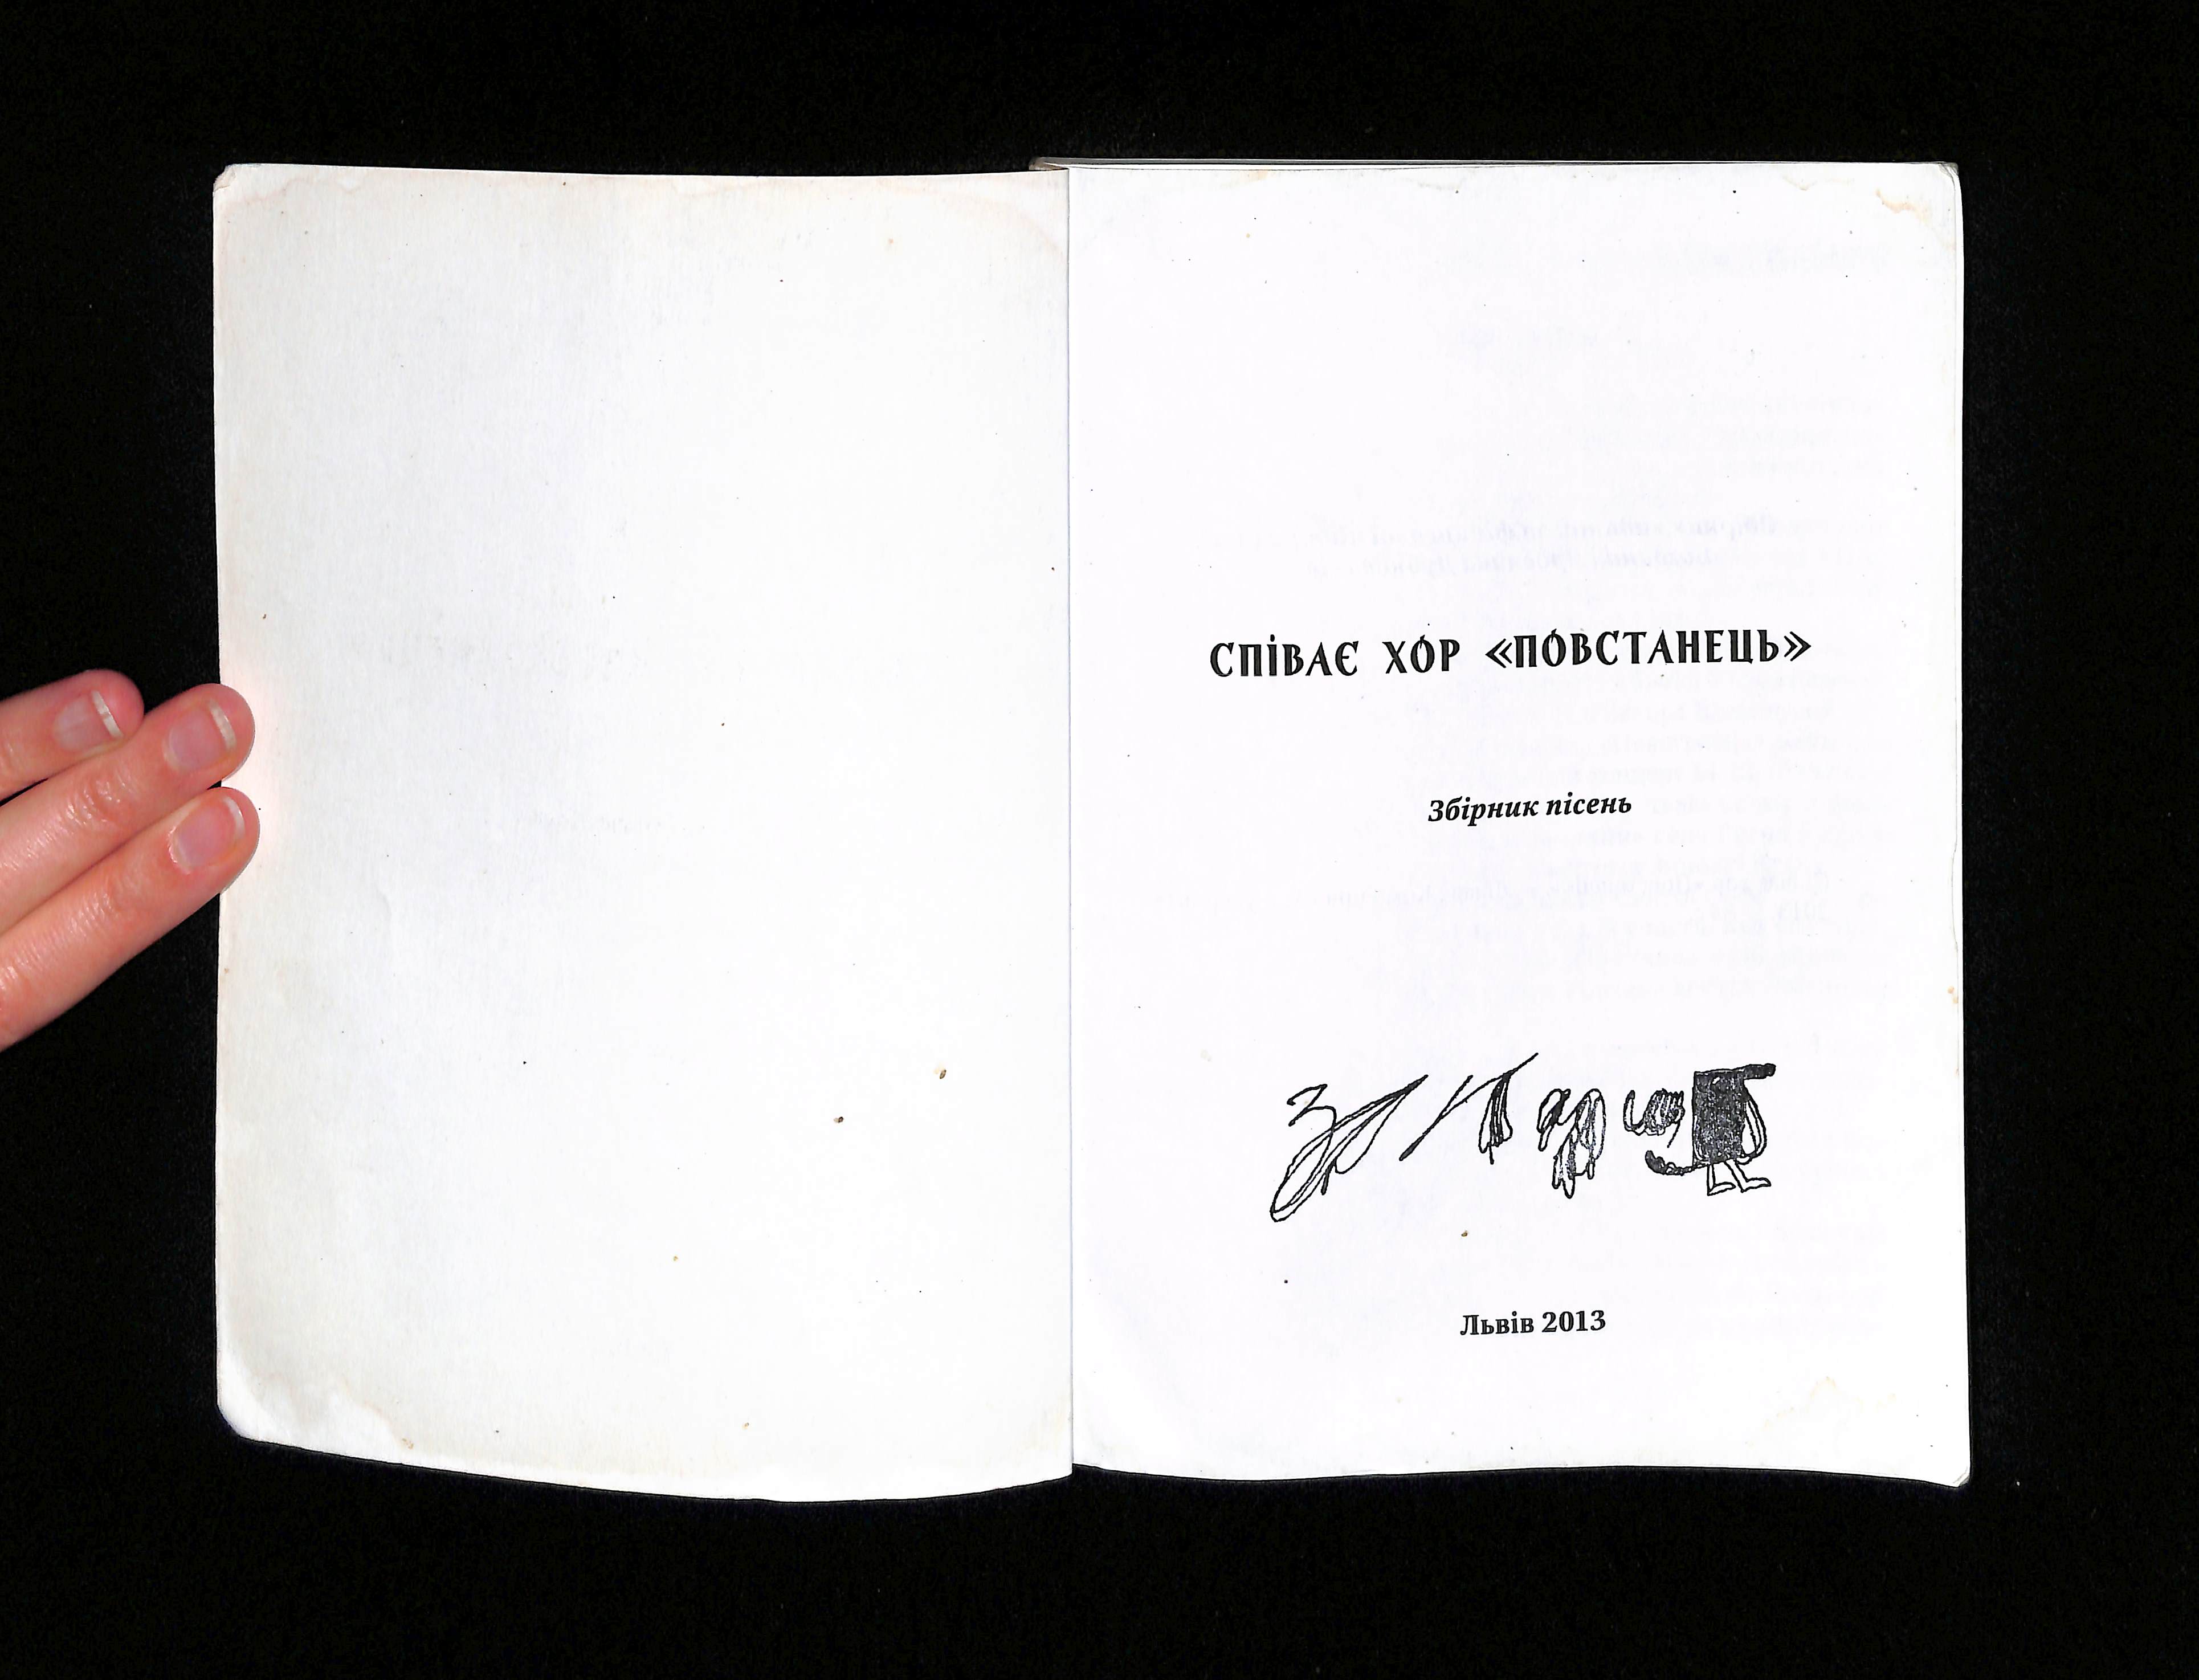 СПІВАЄ ХОР «ПОВСТАНЕЦЬ»
Збірник пісень
Львів 2013